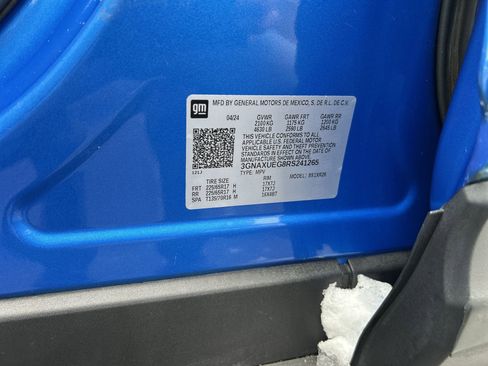 gm MFD BY GENERAL MOTORS DE MEXICO, S. DE R.L. DE C.V.
04/24 GVWR GAWR FRT GAWR RR
2100 KG 1175 KG 1200 KG
4630 LB 2590 LB 2645 LB
THIS VEHICLE CONFORMS TO ALL
APPLICABLE U.S. FEDERAL MOTOR
VEHICLE SAFETY AND THEFT
PREVENTION STANDARDS IN EFFECT
ON THE DATE OF MANUFACTURE
SHOWN ABOVE.
3GNAXUEG8RS241265
TYPE: MPV
TIRE SIZE RIM
FRT 225/65R17 H 17X7J
RR 225/65R17 H 17X7J
SPA T135/70R16 M 16X4BT